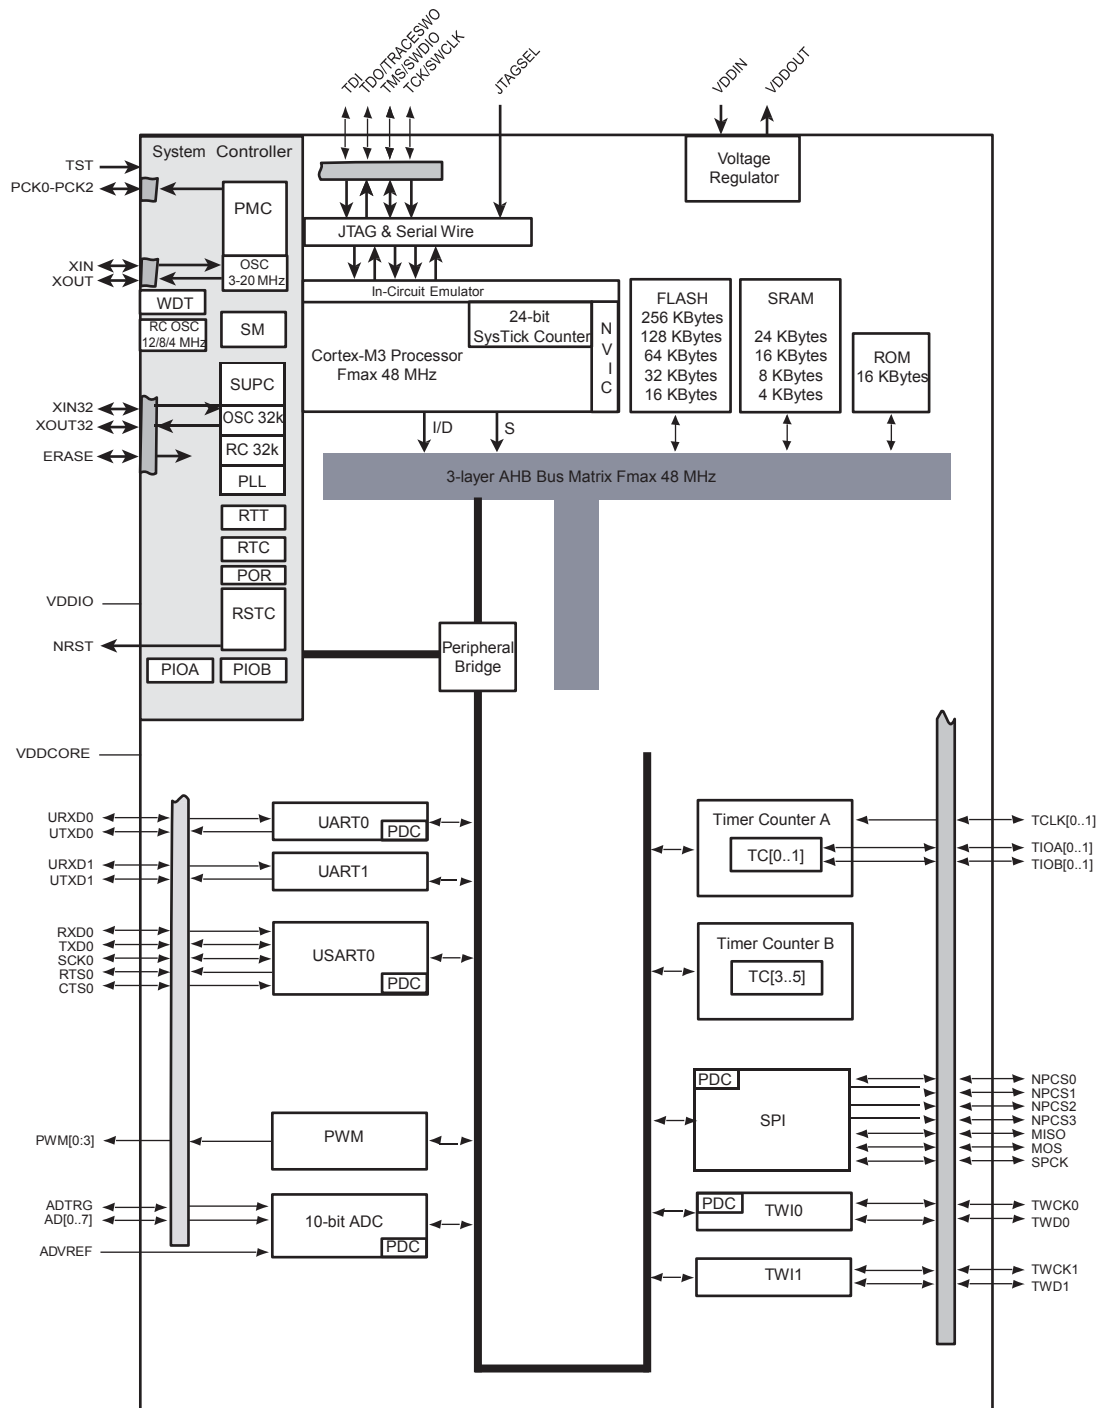 TDI
TDO/TRACESWO
TMS/SWDIO
TCK/SWCLK
JTAGSEL
VDDIN
VDDOUT
System Controller
TST
PCK0-PCK2
PMC
XIN
XOUT
OSC
3-20 MHz
WDT
RC OSC
12/8/4 MHz
SM
SUPC
XIN32
XOUT32
OSC 32k
ERASE
RC 32k
PLL
RTT
RTC
POR
VDDIO
RSTC
NRST
PIOA
PIOB
Voltage
Regulator
JTAG & Serial Wire
In-Circuit Emulator
24-bit
SysTick Counter
N
V
I
C
Cortex-M3 Processor
Fmax 48 MHz
FLASH
256 KBytes
128 KBytes
64 KBytes
32 KBytes
16 KBytes
SRAM
24 KBytes
16 KBytes
8 KBytes
4 KBytes
ROM
16 KBytes
I/D
S
3-layer AHB Bus Matrix Fmax 48 MHz
Peripheral
Bridge
VDDCORE
URXD0
UTXD0
UART0
PDC
URXD1
UTXD1
UART1
RXD0
TXD0
SCK0
RTS0
CTS0
USART0
PDC
PWM[0:3]
PWM
ADTRG
AD[0..7]
ADVREF
10-bit ADC
PDC
Timer Counter A
TC[0..1]
TCLK[0..1]
TIOA[0..1]
TIOB[0..1]
Timer Counter B
TC[3..5]
PDC
SPI
NPCS0
NPCS1
NPCS2
NPCS3
MISO
MOS
SPCK
PDC
TWI0
TWCK0
TWD0
TWI1
TWCK1
TWD1